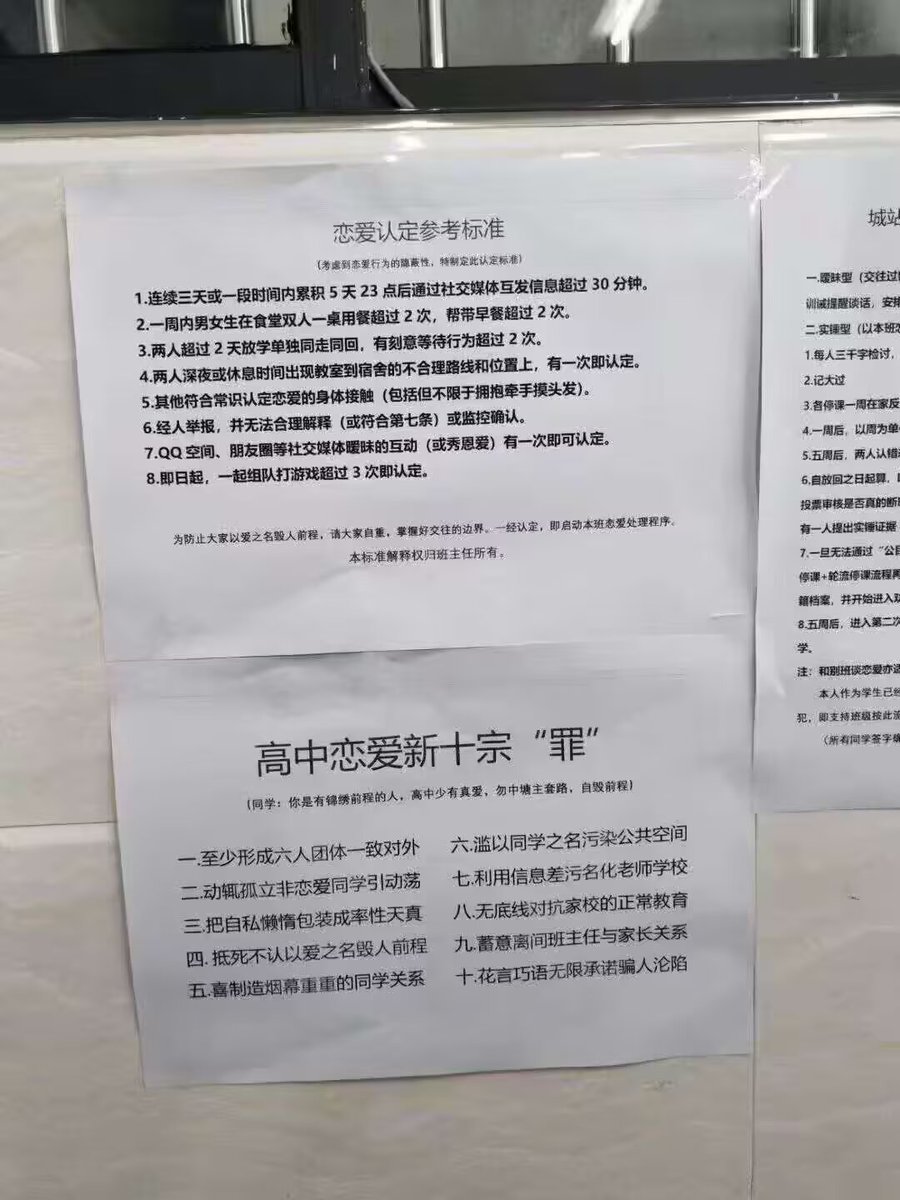 恋爱认定参考标准
(考虑到恋爱行为的隐蔽性，特制定此认定标准)
1.连续三天或一段时间内累积 5 天 23 点后通过社交媒体互发信息超过 30 分钟。
2.一周内男女生在食堂双人一桌用餐超过 2 次，帮带早餐超过 2 次。
3.两人超过 2 天放学单独同走同回，有刻意等待行为超过 2 次。
4.两人深夜或休息时间出现教室到宿舍的不合理路线和位置上，有一次即认定。
5.其他符合常识认定恋爱的身体接触（包括但不限于拥抱牵手摸头发）。
6.经人举报，并无法合理解释（或符合第七条）或监控确认。
7.QQ 空间、朋友圈等社交媒体暧昧的互动（或秀恩爱）有一次即可认定。
8.即日起，一起组队打游戏超过 3 次即认定。
为防止大家以爱之名毁人前程，请大家自重，掌握好交往的边界。一经认定，即启动本班恋爱处理程序。
本标准解释权归班主任所有。
高中恋爱新十宗“罪”
(同学：你是有锦绣前程的人，高中少有真爱，勿中塘主套路，自毁前程)
一.至少形成六人团体一致对外
二.动辄孤立非恋爱同学引动荡
三.把自私懒惰包装成率性天真
四. 抵死不认以爱之名毁人前程
五.喜制造烟幕重重的同学关系
六.滥以同学之名污染公共空间
七.利用信息差污名化老师学校
八.无底线对抗家校的正常教育
九.蓄意离间班主任与家长关系
十.花言巧语无限承诺骗人沦陷
城站
一.暧昧型（交往过
训诫提醒谈话，安排
二.实锤型（以本班
1.每人三千字检讨，
2.记大过
3.各停课一周在家反
4.一周后，以周为单
5.五周后，两人认错
6.自放回之日起算，
投票审核是否真的断
有一人提出实锤证据
7.一旦无法通过“公
停课+轮流停课流程再
籍档案，并开始进入
8.五周后，进入第二次
学。
注：和别班谈恋爱亦适
本人作为学生已经
犯，即支持班级按此流
（所有同学签字确